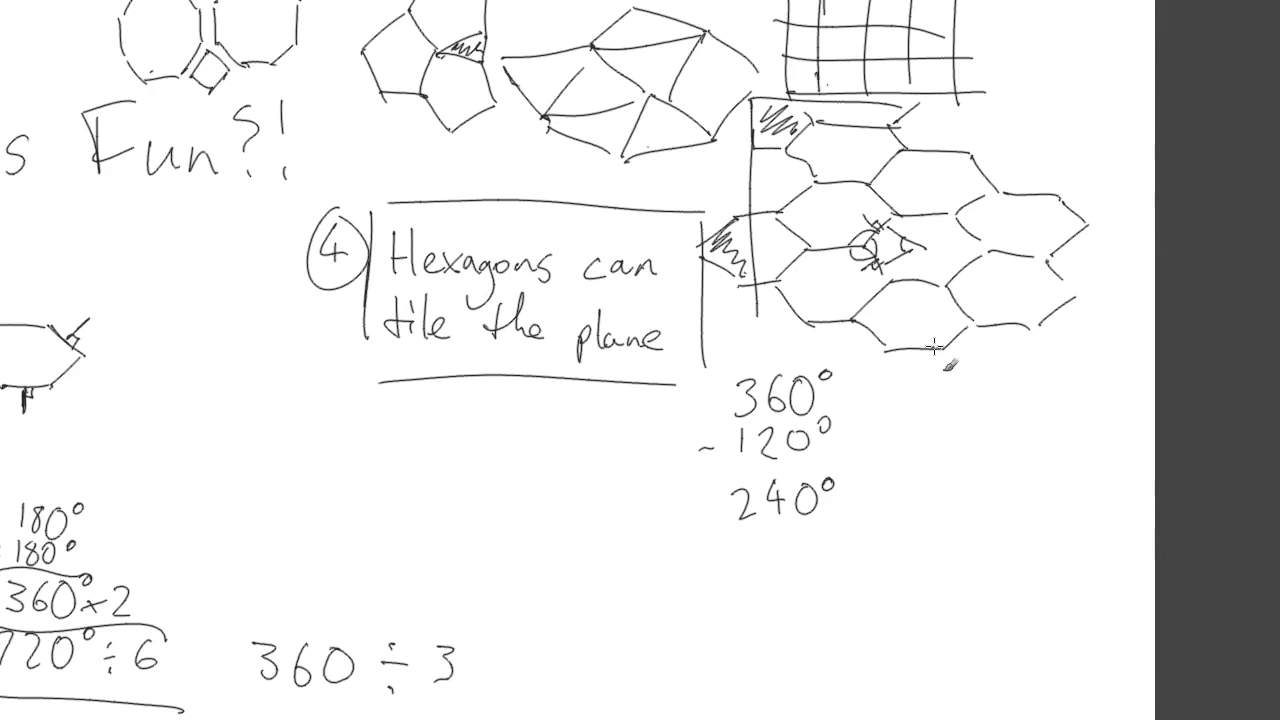 s Fun?!
4
Hexagons can
tile the plane
360°
- 120°
240°
180°
180°
360° × 2
720° ÷ 6
360 ÷ 3